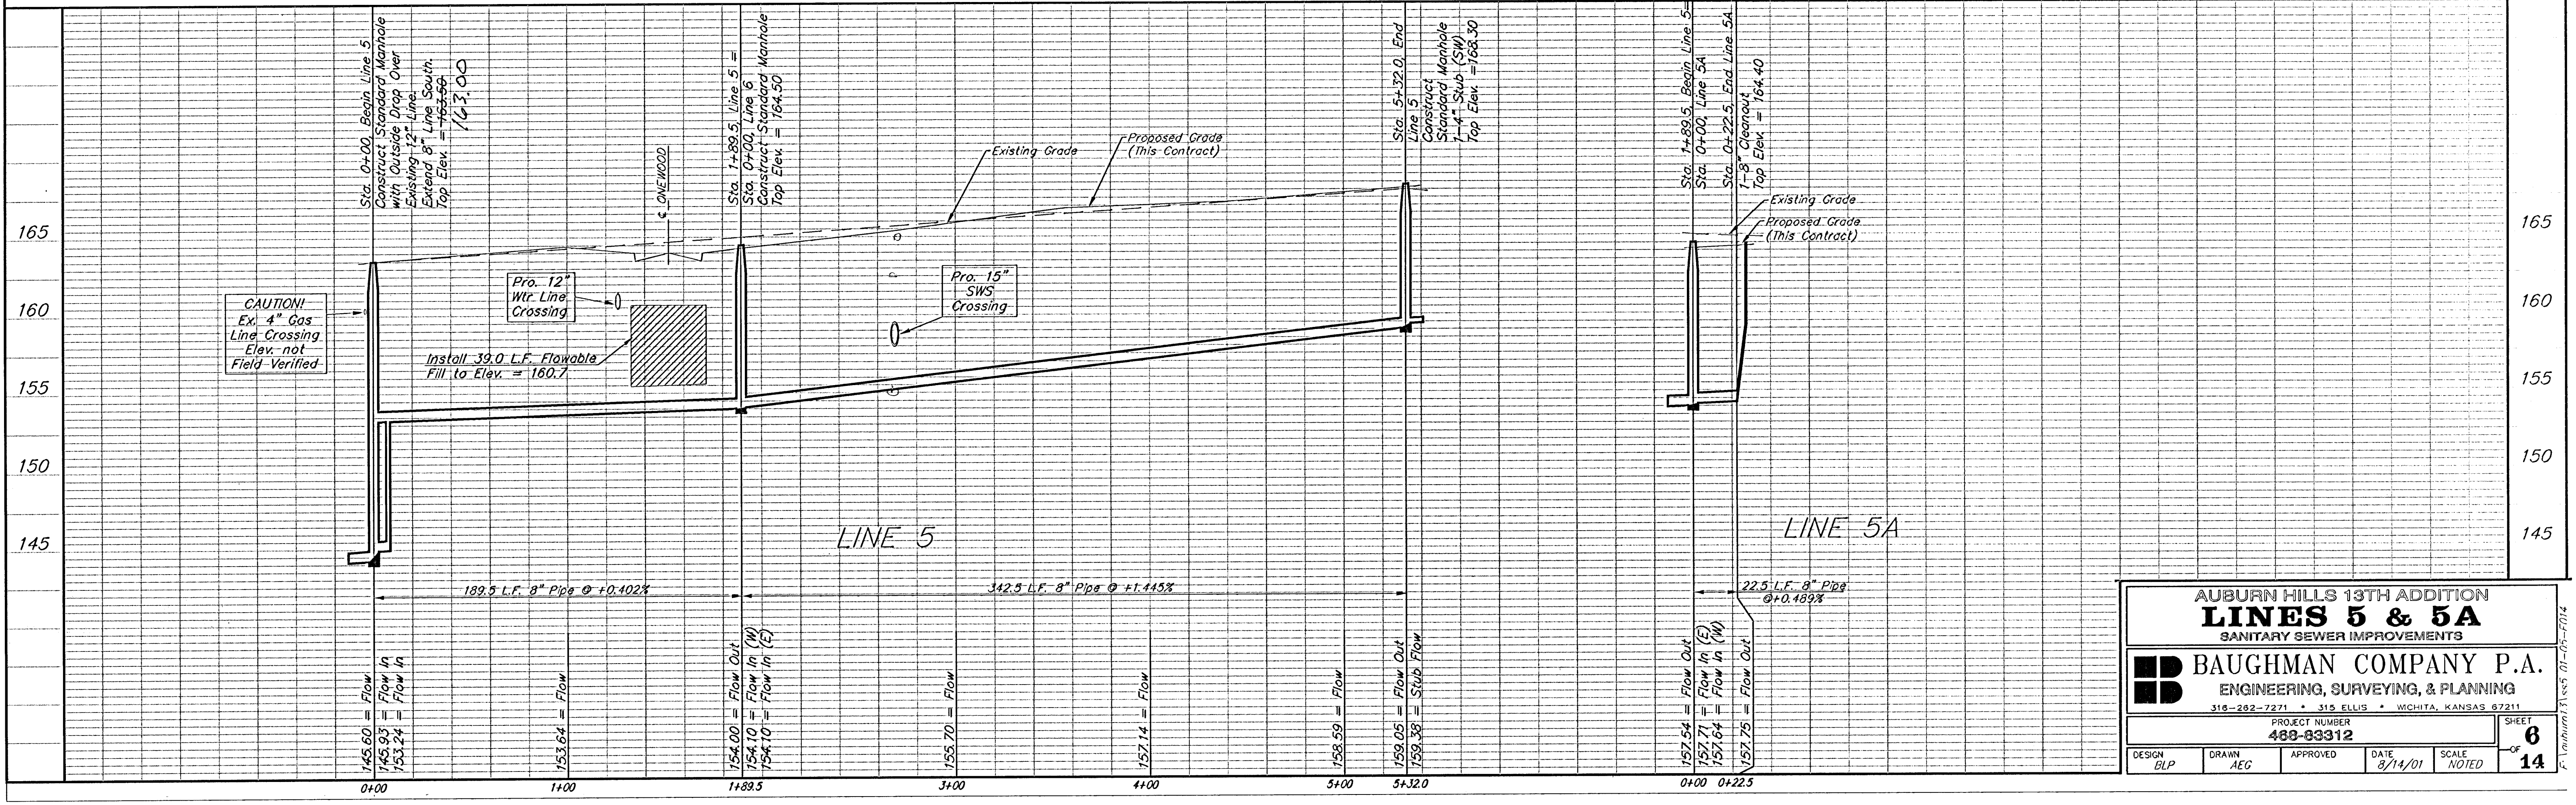 Sta. 0+00, Begin Line 5
Construct Standard Manhole
with Outside Drop Over
Existing 12" Line.
Extend 8" Line South.
Top Elev. = 163.50
163.00
℄ ONEWOOD
Sta. 1+89.5, Line 5 =
Sta. 0+00, Line 6
Construct Standard Manhole
Top Elev. = 164.50
Existing Grade
Proposed Grade
(This Contract)
Sta. 5+32.0, End
Line 5
Construct
Standard Manhole
1-4" Stub (SW)
Top Elev. = 168.30
Sta. 1+89.5, Begin Line 5=
Sta. 0+00, Line 5A
Sta. 0+22.5, End Line 5A
1-8" Cleanout
Top Elev. = 164.40
Existing Grade
Proposed Grade
(This Contract)
165
160
155
150
145
165
160
155
150
145
CAUTION!
Ex. 4" Gas
Line Crossing
Elev. not
Field Verified
Pro. 12"
Wtr Line
Crossing
Install 39.0 L.F. Flowable
Fill to Elev. = 160.7
Pro. 15"
SWS
Crossing
LINE 5
LINE 5A
189.5 L.F. 8" Pipe @ +0.402%
342.5 L.F. 8" Pipe @ +1.445%
22.5 L.F. 8" Pipe
@+0.489%
145.60 = Flow
145.93 = Flow In
153.24 = Flow In
153.64 = Flow
154.00 = Flow Out
154.10 = Flow In (W)
154.10 = Flow In (E)
155.70 = Flow
157.14 = Flow
158.59 = Flow
159.05 = Flow Out
159.38 = Stub Flow
157.54 = Flow Out
157.71 = Flow In (E)
157.64 = Flow In (W)
157.75 = Flow Out
0+00
1+00
1+89.5
3+00
4+00
5+00
5+32.0
0+00
0+22.5
AUBURN HILLS 13TH ADDITION
LINES 5 & 5A
SANITARY SEWER IMPROVEMENTS
BAUGHMAN COMPANY P.A.
ENGINEERING, SURVEYING, & PLANNING
316-262-7271 * 315 ELLIS * WICHITA, KANSAS 67211
PROJECT NUMBER
468-83312
SHEET
6
OF
14
DESIGN
BLP
DRAWN
AEG
APPROVED
DATE
8/14/01
SCALE
NOTED